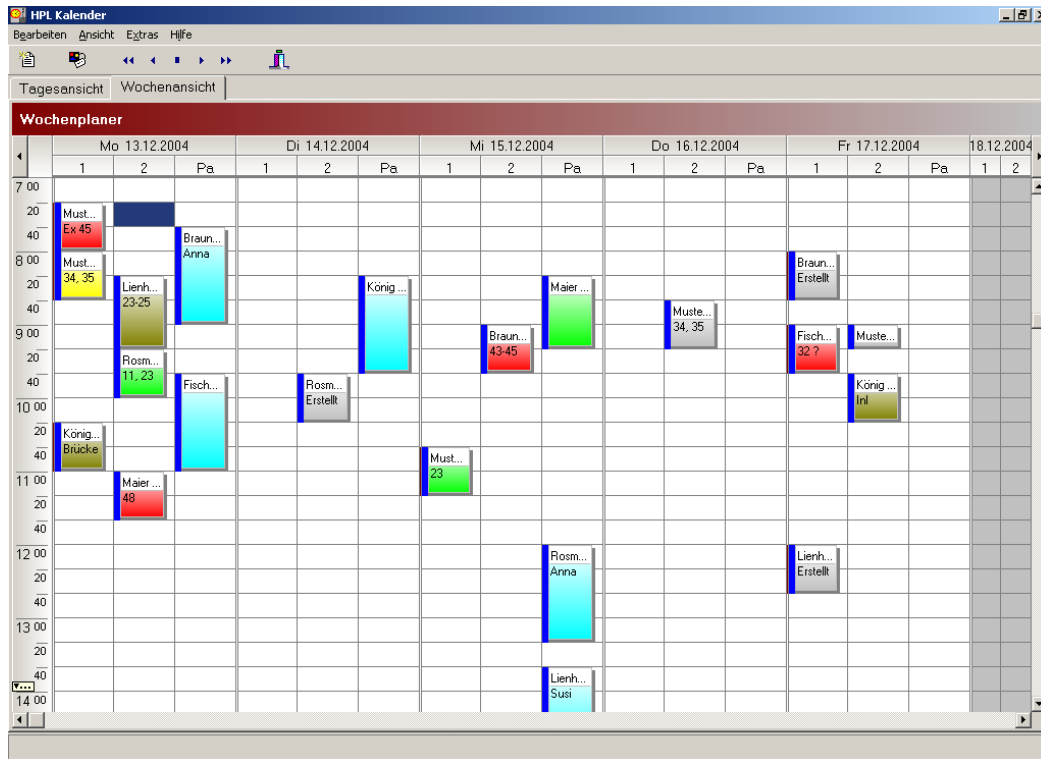 HPL Kalender
Bearbeiten Ansicht Extras Hilfe
Tagesansicht Wochenansicht
Wochenplaner
Mo 13.12.2004 Di 14.12.2004 Mi 15.12.2004 Do 16.12.2004 Fr 17.12.2004 18.12.2004
1 2 Pa 1 2 Pa 1 2 Pa 1 2 Pa 1 2 Pa 1 2
7 00
20 Must...
40 Ex 45 Braun...
Anna
8 00 Must... Braun...
20 34, 35 Lienh... König ... Maier ... Erstellt
40 23-25 Muste...
34, 35
9 00 Braun... Fisch... Muste...
20 Rosm... 43-45 32 ?
40 11, 23 Fisch... Rosm... König ...
10 00 Erstellt Inl
20 König...
40 Brücke Must...
11 00 Maier ... 23
20 48
40
12 00 Rosm... Lienh...
20 Anna Erstellt
40
13 00
20
40 Lienh...
14 00 Susi